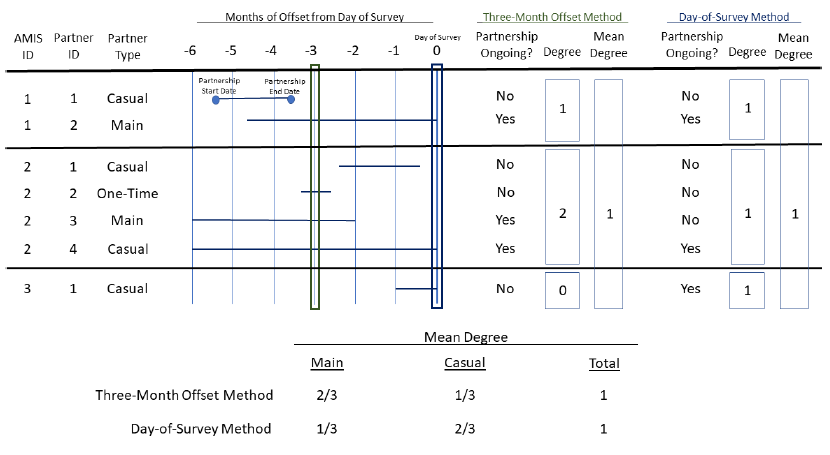 Months of Offset from Day of Survey Three-Month Offset Method Day-of-Survey Method
AMIS ID Partner ID Partner Type -6 -5 -4 -3 -2 -1 Day of Survey 0 Partnership Ongoing? Degree Mean Degree Partnership Ongoing? Degree Mean Degree
Partnership Start Date Partnership End Date
1 1 Casual No 1 No 1
1 2 Main Yes Yes
2 1 Casual No No
2 2 One-Time No No
2 3 Main Yes 2 1 No 1 1
2 4 Casual Yes Yes
3 1 Casual No 0 Yes 1
Mean Degree
Main Casual Total
Three-Month Offset Method 2/3 1/3 1
Day-of-Survey Method 1/3 2/3 1